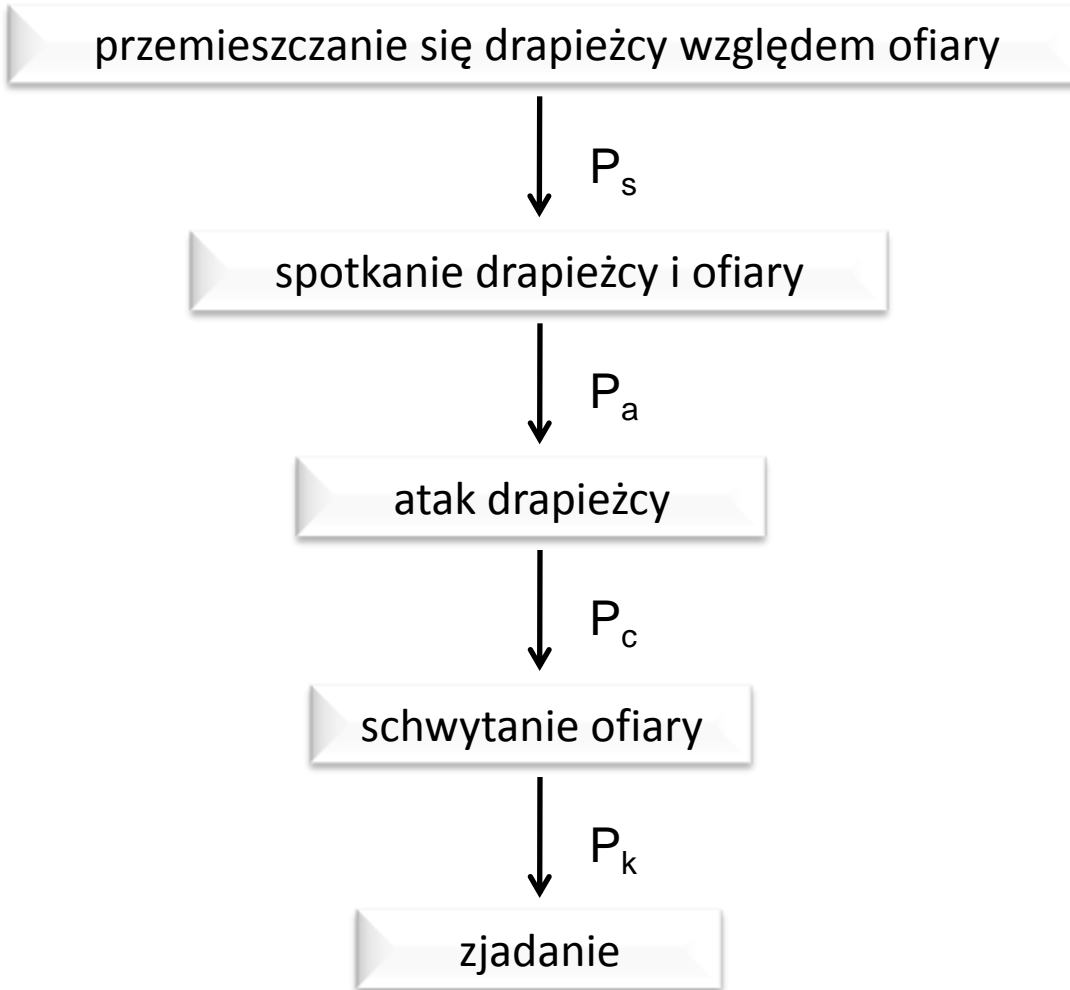 przemieszczanie się drapieżcy względem ofiary
Ps
spotkanie drapieżcy i ofiary
Pa
atak drapieżcy
Pc
schwytanie ofiary
Pk
zjadanie